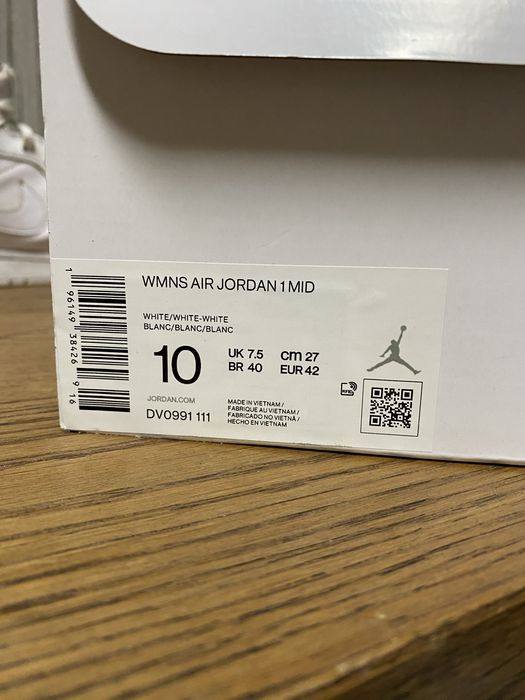 WMNS AIR JORDAN 1 MID
WHITE/WHITE-WHITE
BLANC/BLANC/BLANC
10
UK 7.5 cm 27
BR 40 EUR 42
JORDAN.COM
DV0991 111
MADE IN VIETNAM /
FABRIQUE AU VIETNAM /
FABRICADO NO VIETNÃ /
HECHO EN VIETNAM
RFID
1 96149 38426 9 16